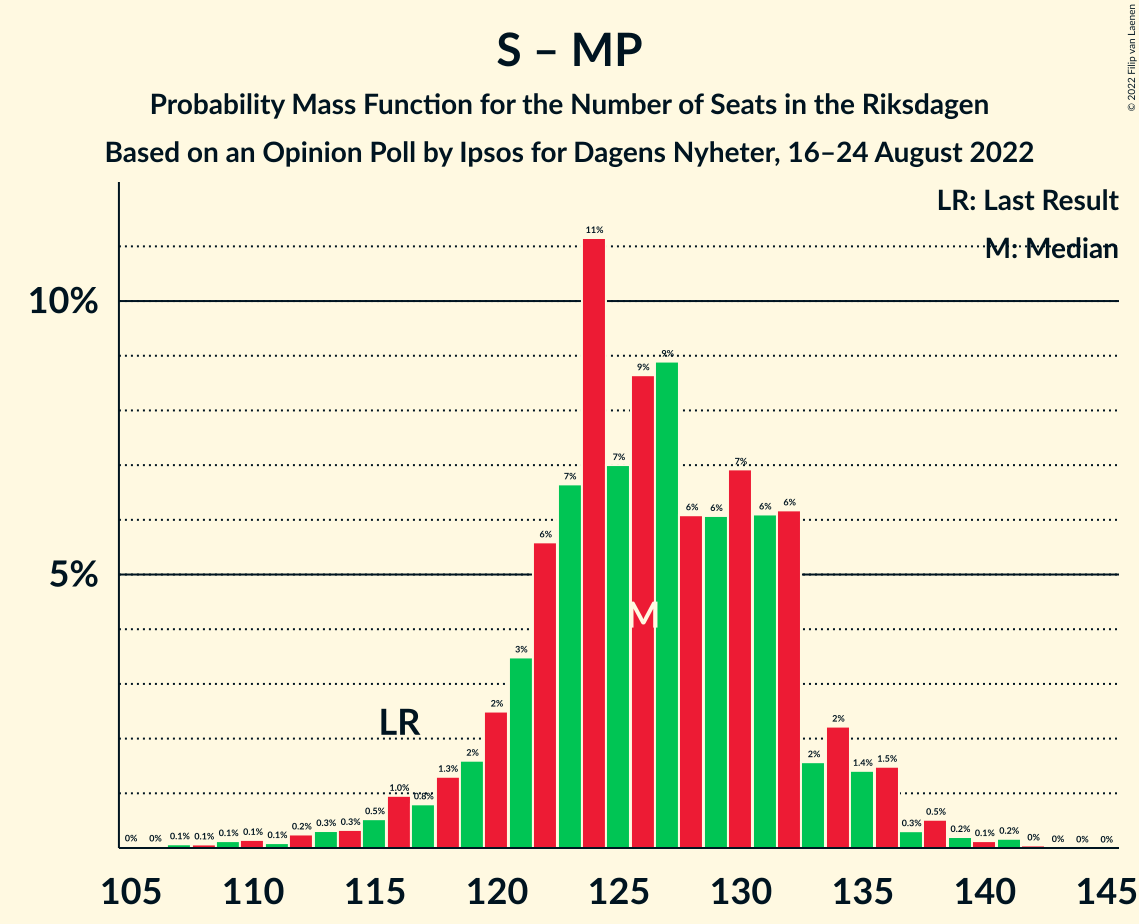 S – MP
Probability Mass Function for the Number of Seats in the Riksdagen
Based on an Opinion Poll by Ipsos for Dagens Nyheter, 16–24 August 2022
© 2022 Filip van Laenen
LR: Last Result
M: Median
10%
5%
LR
M
0% 0% 0.1% 0.1% 0.1% 0.1% 0.1% 0.2% 0.3% 0.3% 0.5% 1.0% 0.8% 1.3% 2% 2% 3% 6% 7% 11% 7% 9% 9% 6% 6% 7% 6% 6% 2% 2% 1.4% 1.5% 0.3% 0.5% 0.2% 0.1% 0.2% 0% 0% 0% 0%
105 110 115 120 125 130 135 140 145